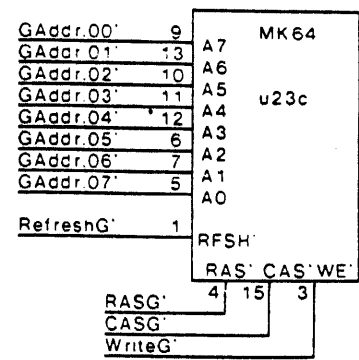 MK64
u23c
GAddr.00' 9 A7
GAddr.01' 13 A6
GAddr.02' 10 A5
GAddr.03' 11 A4
GAddr.04' 12 A3
GAddr.05' 6 A2
GAddr.06' 7 A1
GAddr.07' 5 A0
RefreshG' 1 RFSH'
RAS' CAS' WE'
4 15 3
RASG'
CASG'
WriteG'